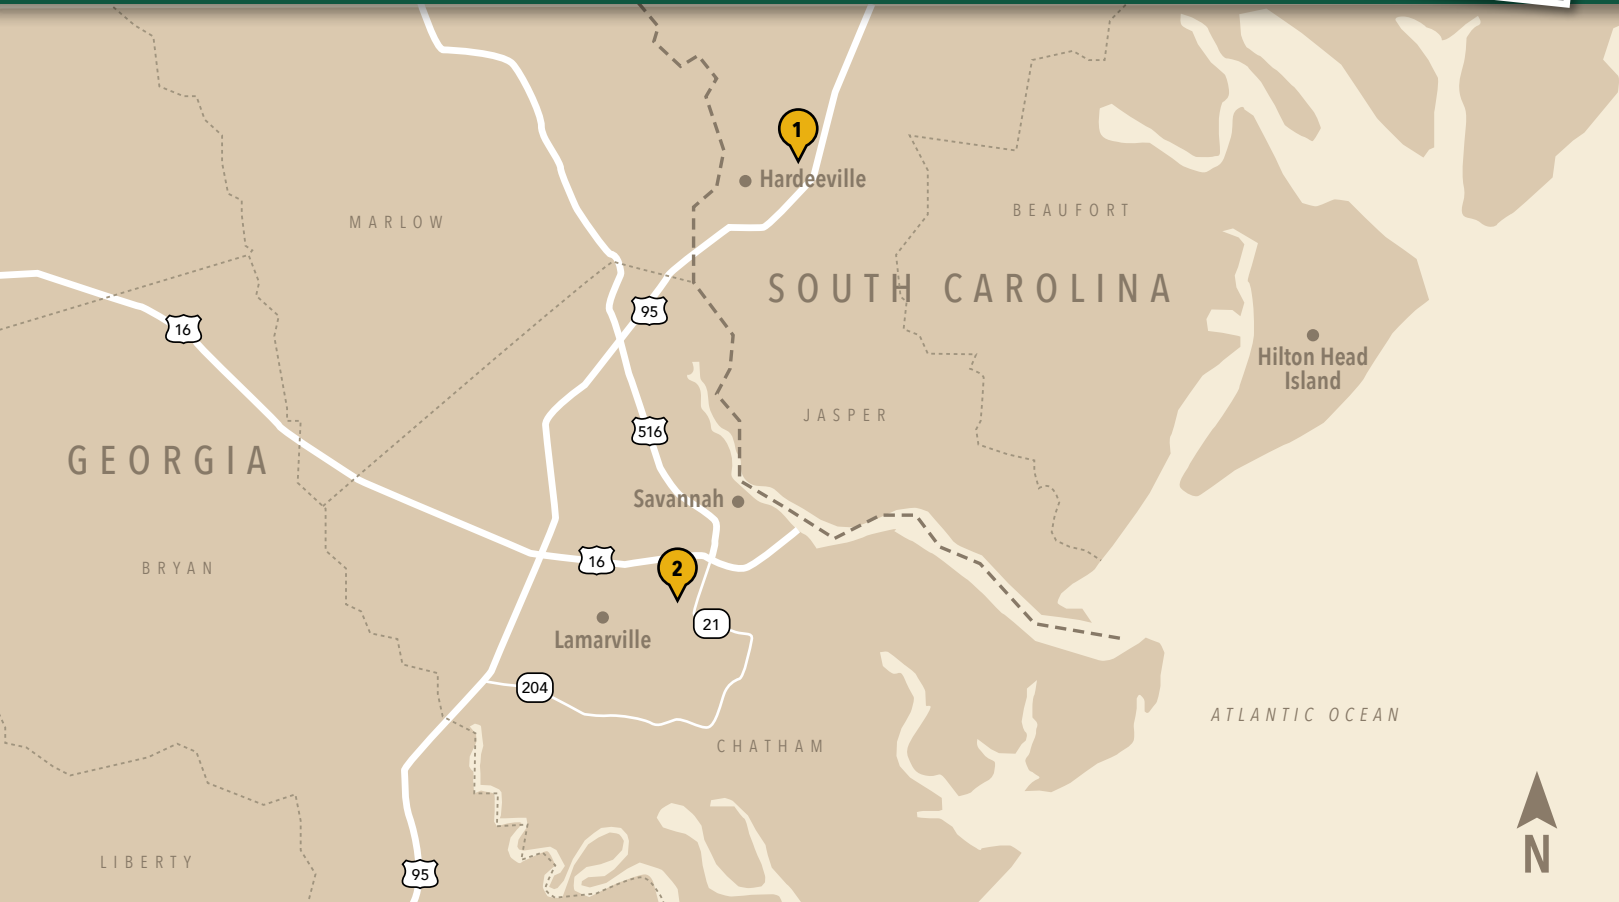 1
Hardeeville
MARLOW
BEAUFORT
SOUTH CAROLINA
95
16
Hilton Head
Island
JASPER
516
GEORGIA
Savannah
BRYAN
16
2
21
Lamarville
204
ATLANTIC OCEAN
CHATHAM
LIBERTY
95
N